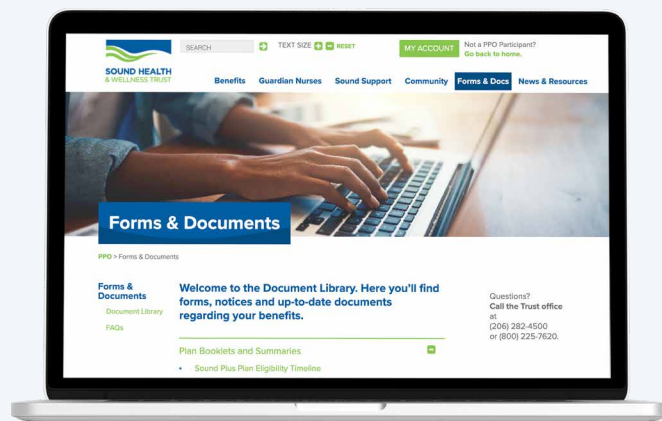 SEARCH
TEXT SIZE
RESET
MY ACCOUNT
Not a PPO Participant?
Go back to home.
SOUND HEALTH
& WELLNESS TRUST
Benefits
Guardian Nurses
Sound Support
Community
Forms & Docs
News & Resources
Forms & Documents
PPO > Forms & Documents
Forms &
Documents
Document Library
FAQs
Welcome to the Document Library. Here you'll find
forms, notices and up-to-date documents
regarding your benefits.
Plan Booklets and Summaries
• Sound Plus Plan Eligibility Timeline
Questions?
Call the Trust office
at
(206) 282-4500
or (800) 225-7620.